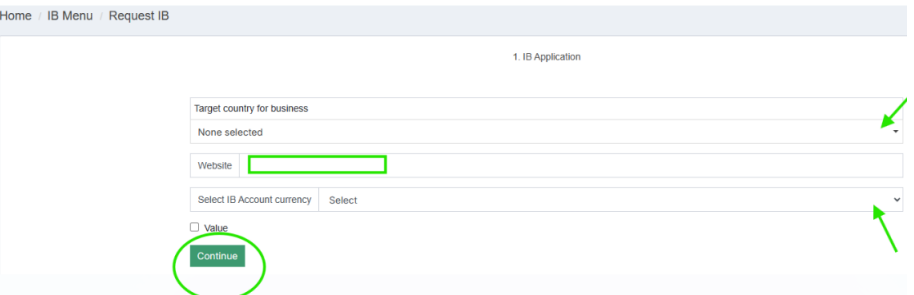 Home / IB Menu / Request IB
1. IB Application
Target country for business
None selected
Website
Select IB Account currency Select
Value
Continue